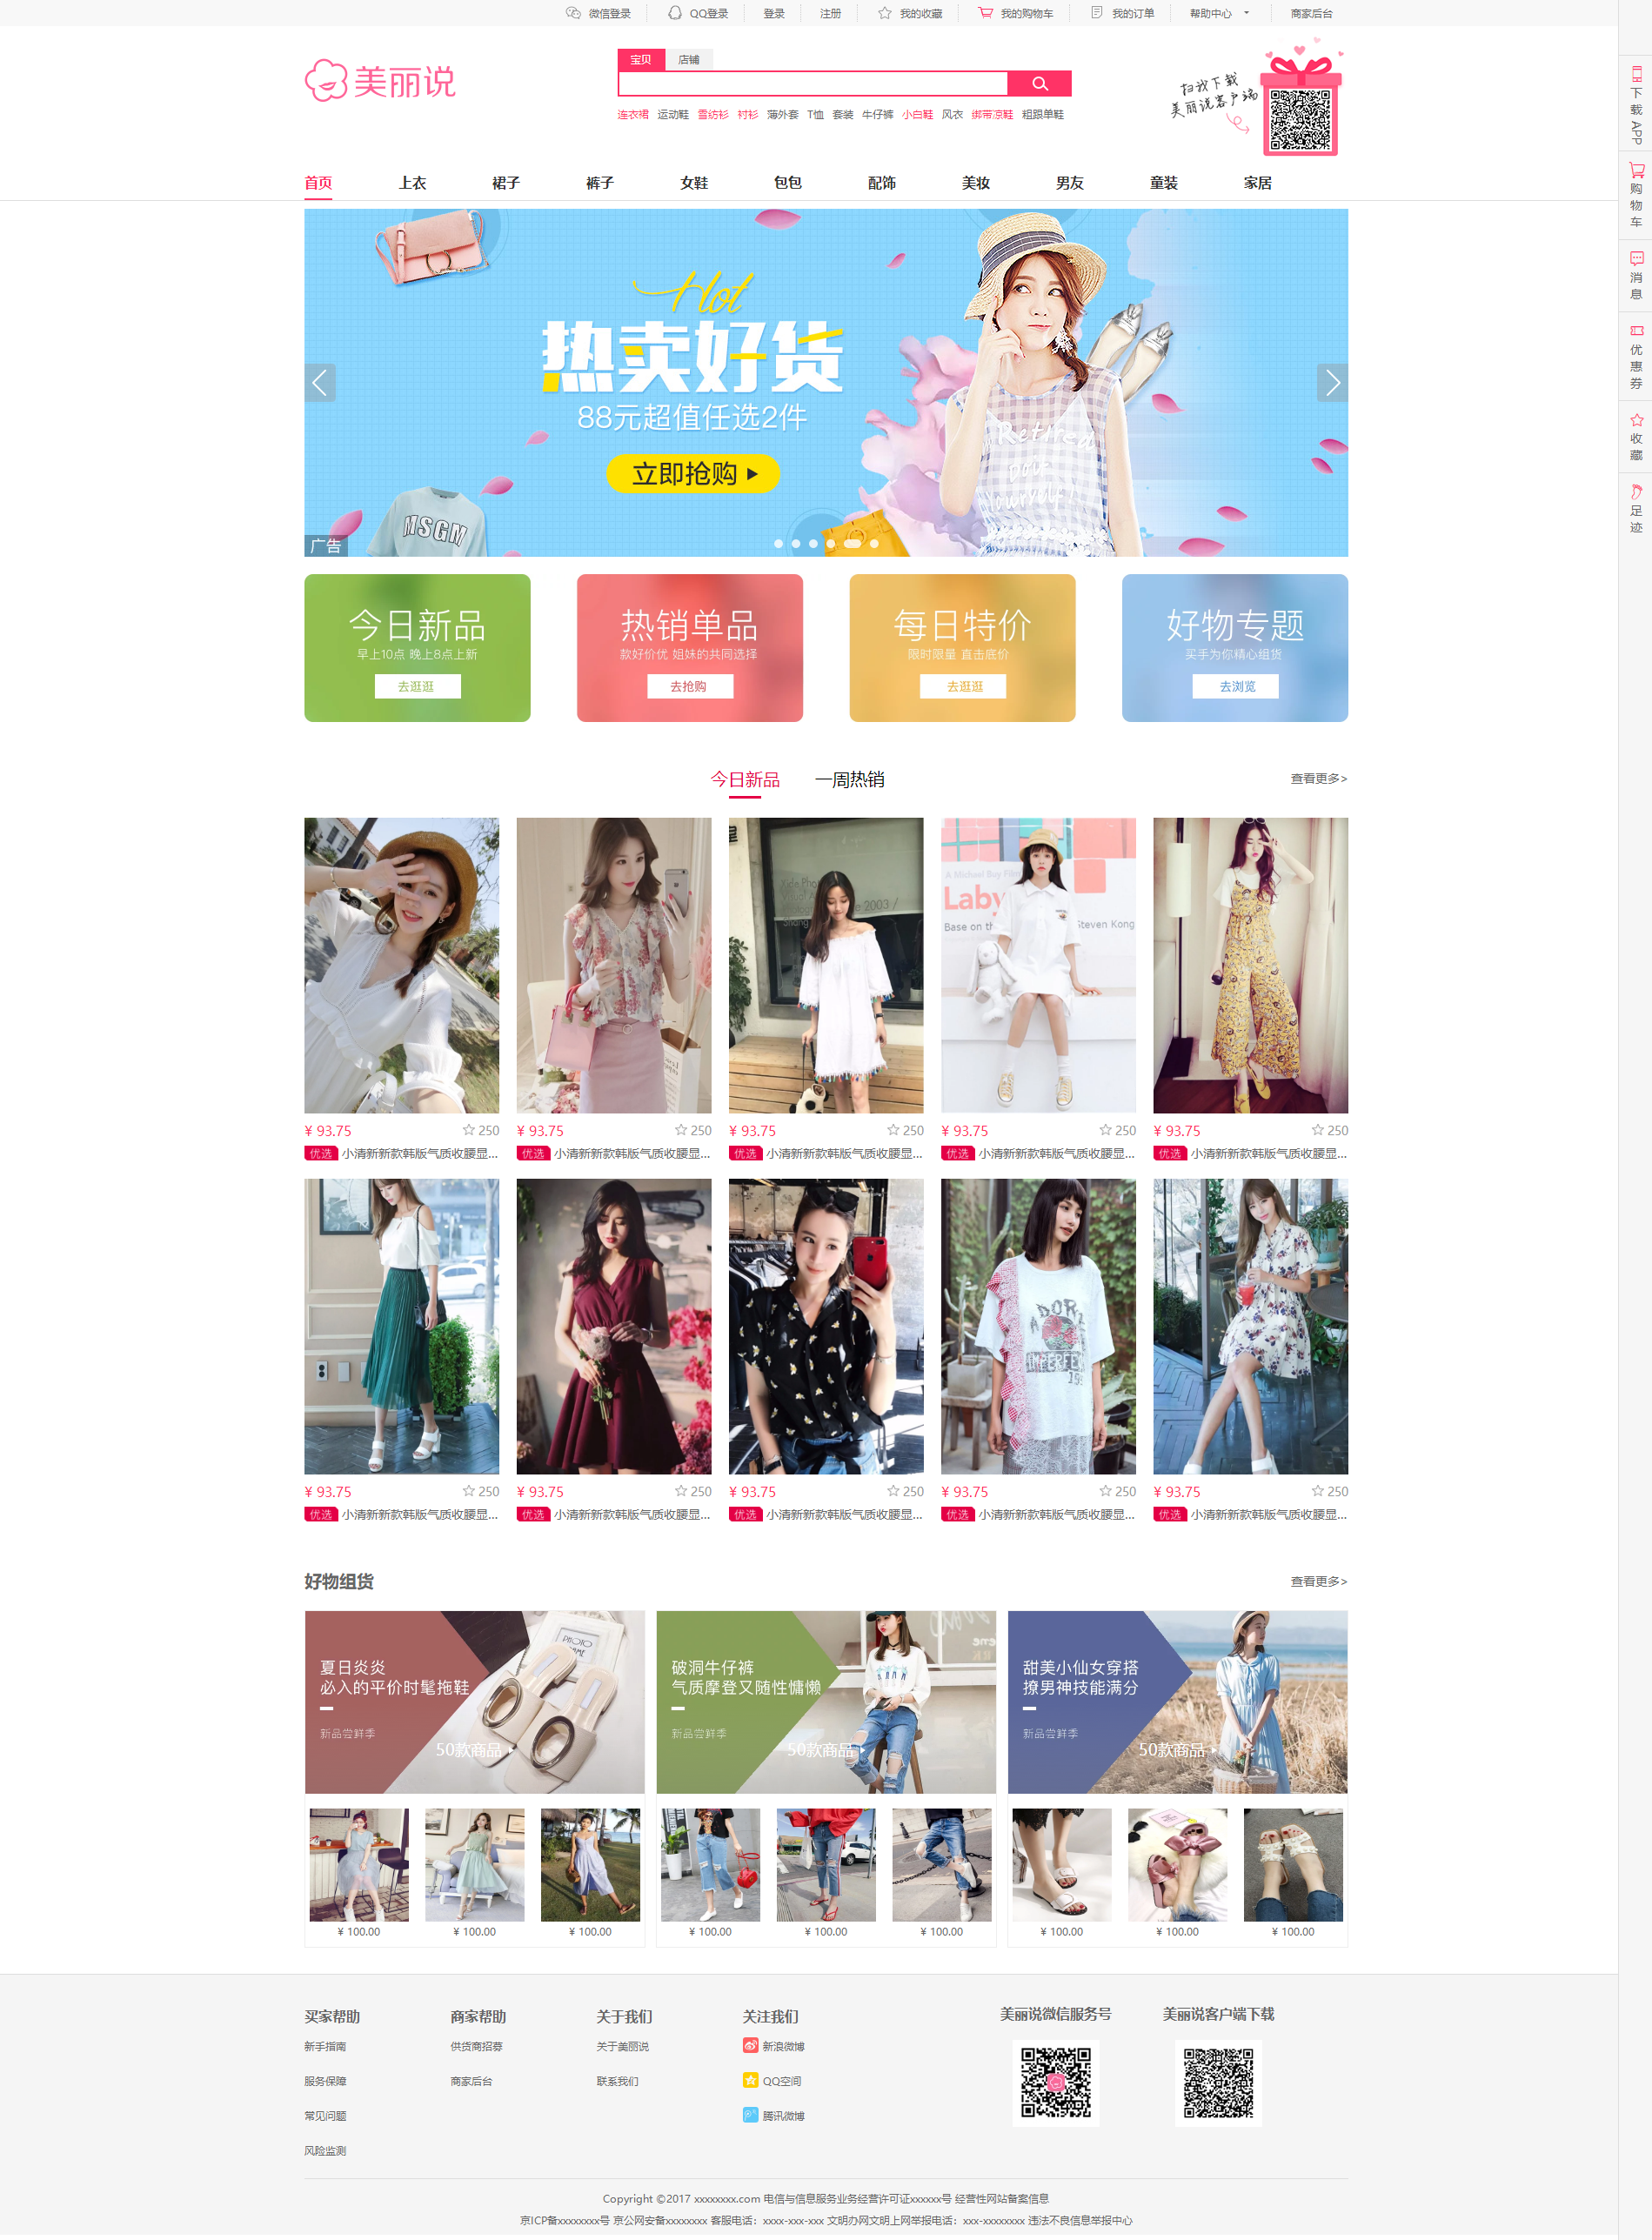 微信登录 QQ登录 登录 注册 我的收藏 我的购物车 我的订单 帮助中心 商家后台
美丽说
宝贝 店铺
连衣裙 运动鞋 雪纺衫 衬衫 薄外套 T恤 套装 牛仔裤 小白鞋 风衣 绑带凉鞋 粗跟单鞋
扫我下载
美丽说客户端
首页 上衣 裙子 裤子 女鞋 包包 配饰 美妆 男友 童装 家居
下载 APP
购物车
消息
优惠券
收藏
足迹
Hot
热卖好货
88元超值任选2件
立即抢购
MSGM
Retired
广告
今日新品
早上10点 晚上8点上新
去逛逛
热销单品
款好价优 姐妹的共同选择
去抢购
每日特价
限时限量 直击底价
去逛逛
好物专题
买手为你精心组货
去浏览
今日新品 一周热销 查看更多>
A Michael Buy Film
Laby
Base on th
Steven Kong
2003 /
¥ 93.75 250 ¥ 93.75 250 ¥ 93.75 250 ¥ 93.75 250 ¥ 93.75 250
优选 小清新新款韩版气质收腰显... 优选 小清新新款韩版气质收腰显... 优选 小清新新款韩版气质收腰显... 优选 小清新新款韩版气质收腰显... 优选 小清新新款韩版气质收腰显...
¥ 93.75 250 ¥ 93.75 250 ¥ 93.75 250 ¥ 93.75 250 ¥ 93.75 250
优选 小清新新款韩版气质收腰显... 优选 小清新新款韩版气质收腰显... 优选 小清新新款韩版气质收腰显... 优选 小清新新款韩版气质收腰显... 优选 小清新新款韩版气质收腰显...
好物组货 查看更多>
夏日炎炎
必入的平价时髦拖鞋
新品尝鲜季
50款商品
破洞牛仔裤
气质摩登又随性慵懒
新品尝鲜季
50款商品
甜美小仙女穿搭
撩男神技能满分
新品尝鲜季
50款商品
¥ 100.00 ¥ 100.00 ¥ 100.00 ¥ 100.00 ¥ 100.00 ¥ 100.00 ¥ 100.00 ¥ 100.00 ¥ 100.00
买家帮助 商家帮助 关于我们 关注我们 美丽说微信服务号 美丽说客户端下载
新手指南 供货商招募 关于美丽说 新浪微博
服务保障 商家后台 联系我们 QQ空间
常见问题 腾讯微博
风险监测
Copyright ©2017 xxxxxxxx.com 电信与信息服务业务经营许可证xxxxxx号 经营性网站备案信息
京ICP备xxxxxxxx号 京公网安备xxxxxxxx 客服电话：xxxx-xxx-xxx 文明办网文明上网举报电话：xxx-xxxxxxxx 违法不良信息举报中心